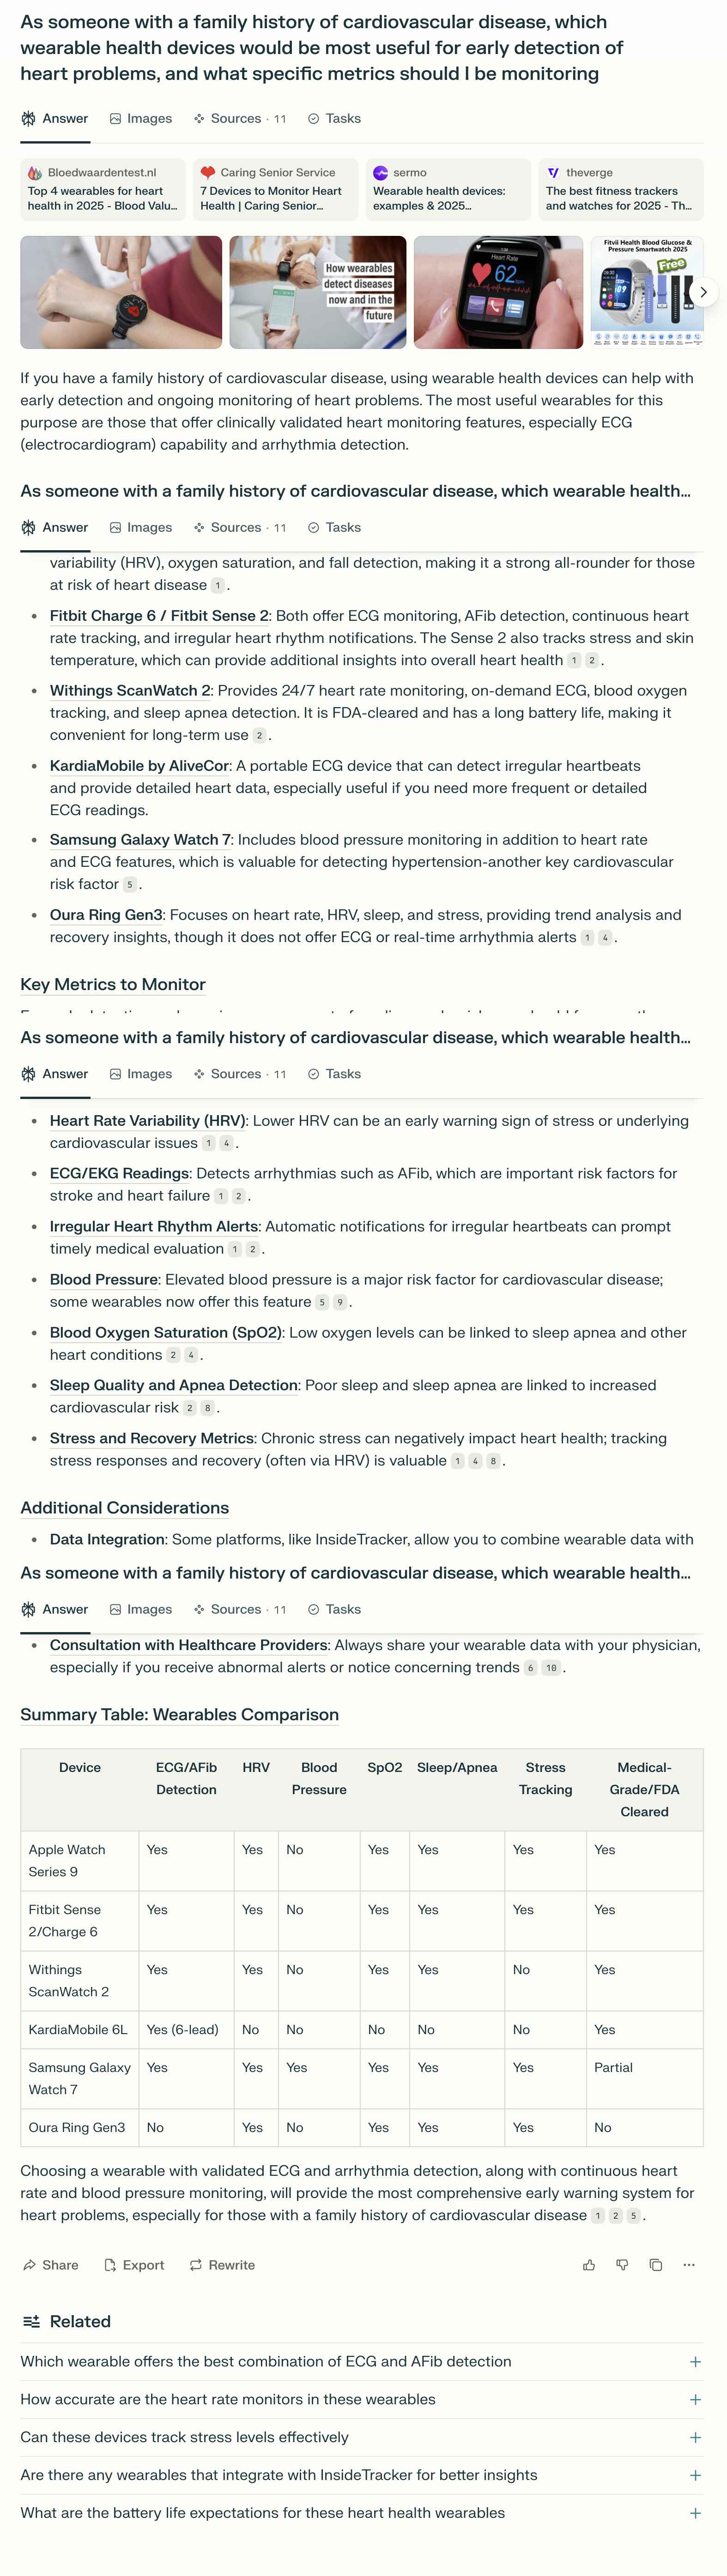 As someone with a family history of cardiovascular disease, which
wearable health devices would be most useful for early detection of
heart problems, and what specific metrics should I be monitoring
Answer Images Sources · 11 Tasks
Bloedwaardentest.nl
Top 4 wearables for heart
health in 2025 - Blood Valu...
Caring Senior Service
7 Devices to Monitor Heart
Health | Caring Senior...
sermo
Wearable health devices:
examples & 2025...
theverge
The best fitness trackers
and watches for 2025 - Th...
How wearables
detect diseases
now and in the
future
Heart Rate
62
Fitvii Health Blood Glucose &
Pressure Smartwatch 2025
Free
If you have a family history of cardiovascular disease, using wearable health devices can help with
early detection and ongoing monitoring of heart problems. The most useful wearables for this
purpose are those that offer clinically validated heart monitoring features, especially ECG
(electrocardiogram) capability and arrhythmia detection.
As someone with a family history of cardiovascular disease, which wearable health...
Answer Images Sources · 11 Tasks
variability (HRV), oxygen saturation, and fall detection, making it a strong all-rounder for those
at risk of heart disease 1 .
• Fitbit Charge 6 / Fitbit Sense 2: Both offer ECG monitoring, AFib detection, continuous heart
rate tracking, and irregular heart rhythm notifications. The Sense 2 also tracks stress and skin
temperature, which can provide additional insights into overall heart health 1 2 .
• Withings ScanWatch 2: Provides 24/7 heart rate monitoring, on-demand ECG, blood oxygen
tracking, and sleep apnea detection. It is FDA-cleared and has a long battery life, making it
convenient for long-term use 2 .
• KardiaMobile by AliveCor: A portable ECG device that can detect irregular heartbeats
and provide detailed heart data, especially useful if you need more frequent or detailed
ECG readings.
• Samsung Galaxy Watch 7: Includes blood pressure monitoring in addition to heart rate
and ECG features, which is valuable for detecting hypertension-another key cardiovascular
risk factor 5 .
• Oura Ring Gen3: Focuses on heart rate, HRV, sleep, and stress, providing trend analysis and
recovery insights, though it does not offer ECG or real-time arrhythmia alerts 1 4 .
Key Metrics to Monitor
As someone with a family history of cardiovascular disease, which wearable health...
Answer Images Sources · 11 Tasks
• Heart Rate Variability (HRV): Lower HRV can be an early warning sign of stress or underlying
cardiovascular issues 1 4 .
• ECG/EKG Readings: Detects arrhythmias such as AFib, which are important risk factors for
stroke and heart failure 1 2 .
• Irregular Heart Rhythm Alerts: Automatic notifications for irregular heartbeats can prompt
timely medical evaluation 1 2 .
• Blood Pressure: Elevated blood pressure is a major risk factor for cardiovascular disease;
some wearables now offer this feature 5 9 .
• Blood Oxygen Saturation (SpO2): Low oxygen levels can be linked to sleep apnea and other
heart conditions 2 4 .
• Sleep Quality and Apnea Detection: Poor sleep and sleep apnea are linked to increased
cardiovascular risk 2 8 .
• Stress and Recovery Metrics: Chronic stress can negatively impact heart health; tracking
stress responses and recovery (often via HRV) is valuable 1 4 8 .
Additional Considerations
• Data Integration: Some platforms, like InsideTracker, allow you to combine wearable data with
As someone with a family history of cardiovascular disease, which wearable health...
Answer Images Sources · 11 Tasks
• Consultation with Healthcare Providers: Always share your wearable data with your physician,
especially if you receive abnormal alerts or notice concerning trends 6 10 .
Summary Table: Wearables Comparison
Device ECG/AFib Detection HRV Blood Pressure SpO2 Sleep/Apnea Stress Tracking Medical-Grade/FDA Cleared
Apple Watch Series 9 Yes Yes No Yes Yes Yes Yes
Fitbit Sense 2/Charge 6 Yes Yes No Yes Yes Yes Yes
Withings ScanWatch 2 Yes Yes No Yes Yes No Yes
KardiaMobile 6L Yes (6-lead) No No No No No Yes
Samsung Galaxy Watch 7 Yes Yes Yes Yes Yes Yes Partial
Oura Ring Gen3 No Yes No Yes Yes Yes No
Choosing a wearable with validated ECG and arrhythmia detection, along with continuous heart
rate and blood pressure monitoring, will provide the most comprehensive early warning system for
heart problems, especially for those with a family history of cardiovascular disease 1 2 5 .
Share Export Rewrite
Related
Which wearable offers the best combination of ECG and AFib detection
How accurate are the heart rate monitors in these wearables
Can these devices track stress levels effectively
Are there any wearables that integrate with InsideTracker for better insights
What are the battery life expectations for these heart health wearables